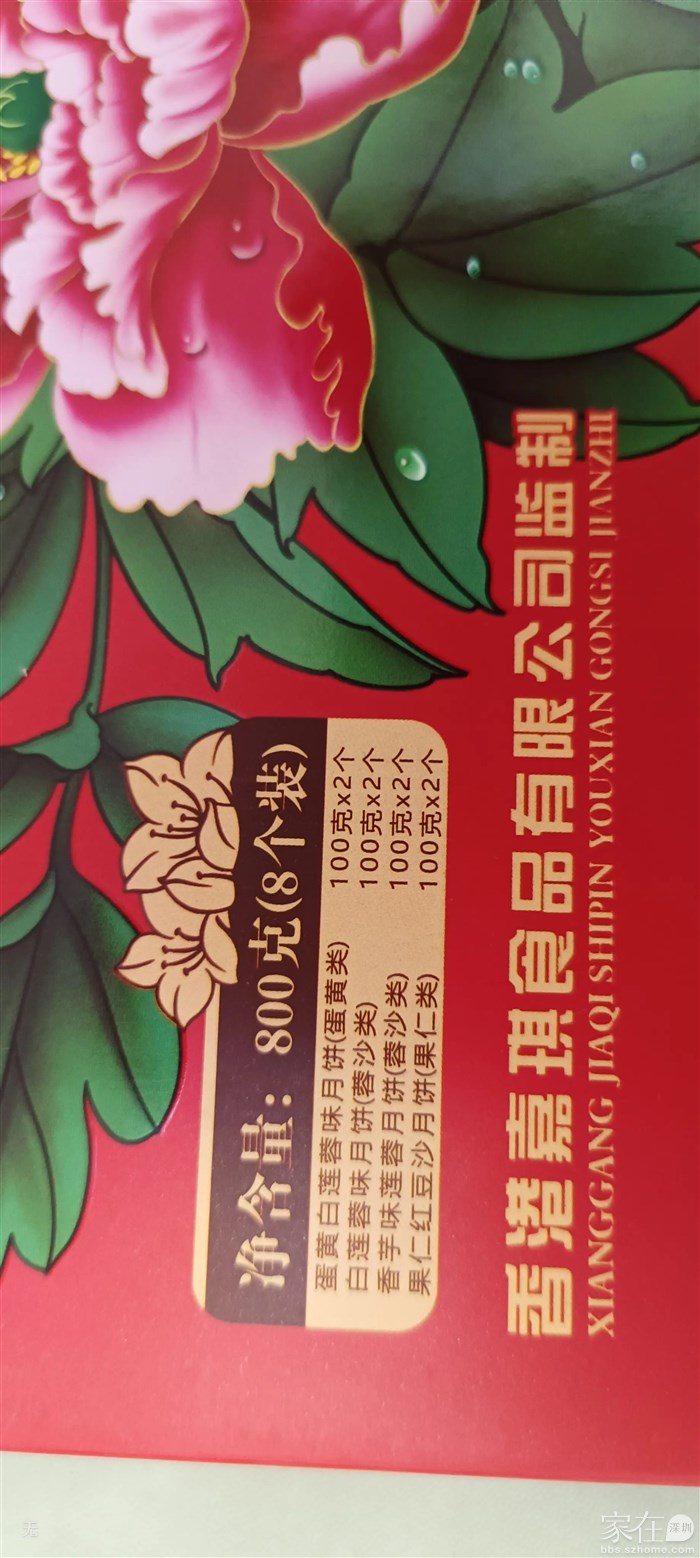 净含量：800克(8个装)
蛋黄白莲蓉味月饼(蛋黄类) 100克x2个
白莲蓉味月饼(蓉沙类) 100克x2个
香芋味莲蓉月饼(蓉沙类) 100克x2个
果仁红豆沙月饼(果仁类) 100克x2个
香港嘉琪食品有限公司监制
XIANGGANG JIAQI SHIPIN YOUXIAN GONGSI JIANZHI
无
家在深圳
bbs.szhome.com